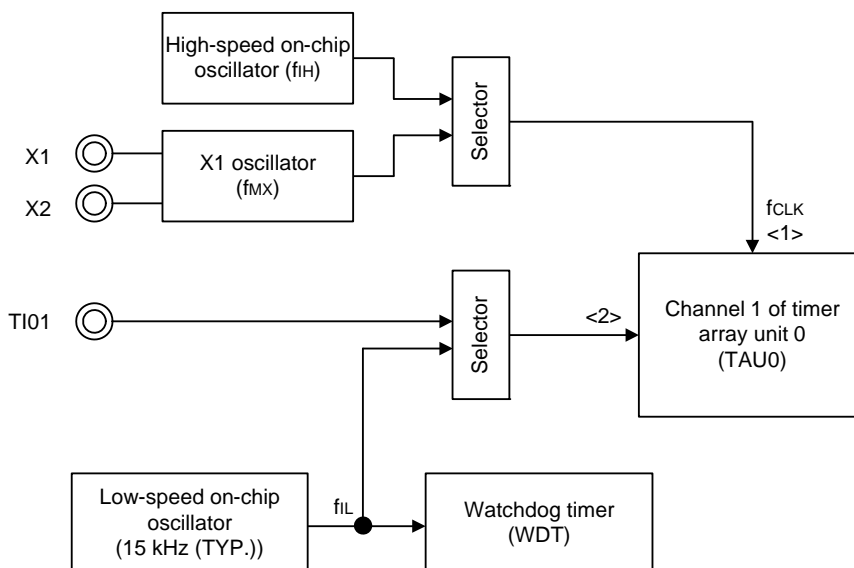 High-speed on-chip
oscillator (fIH)
Selector
X1
X1 oscillator
(fMX)
X2
fCLK
<1>
TI01
Selector
<2>
Channel 1 of timer
array unit 0
(TAU0)
Low-speed on-chip
oscillator
(15 kHz (TYP.))
fIL
Watchdog timer
(WDT)